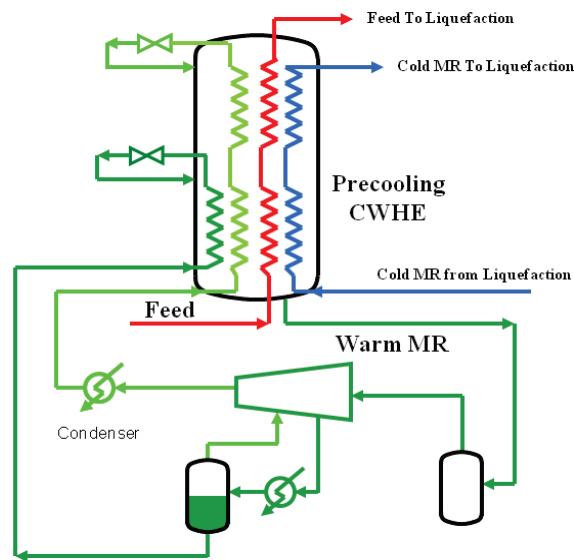 Feed To Liquefaction
Cold MR To Liquefaction
Precooling
CWHE
Cold MR from Liquefaction
Feed
Warm MR
Condenser